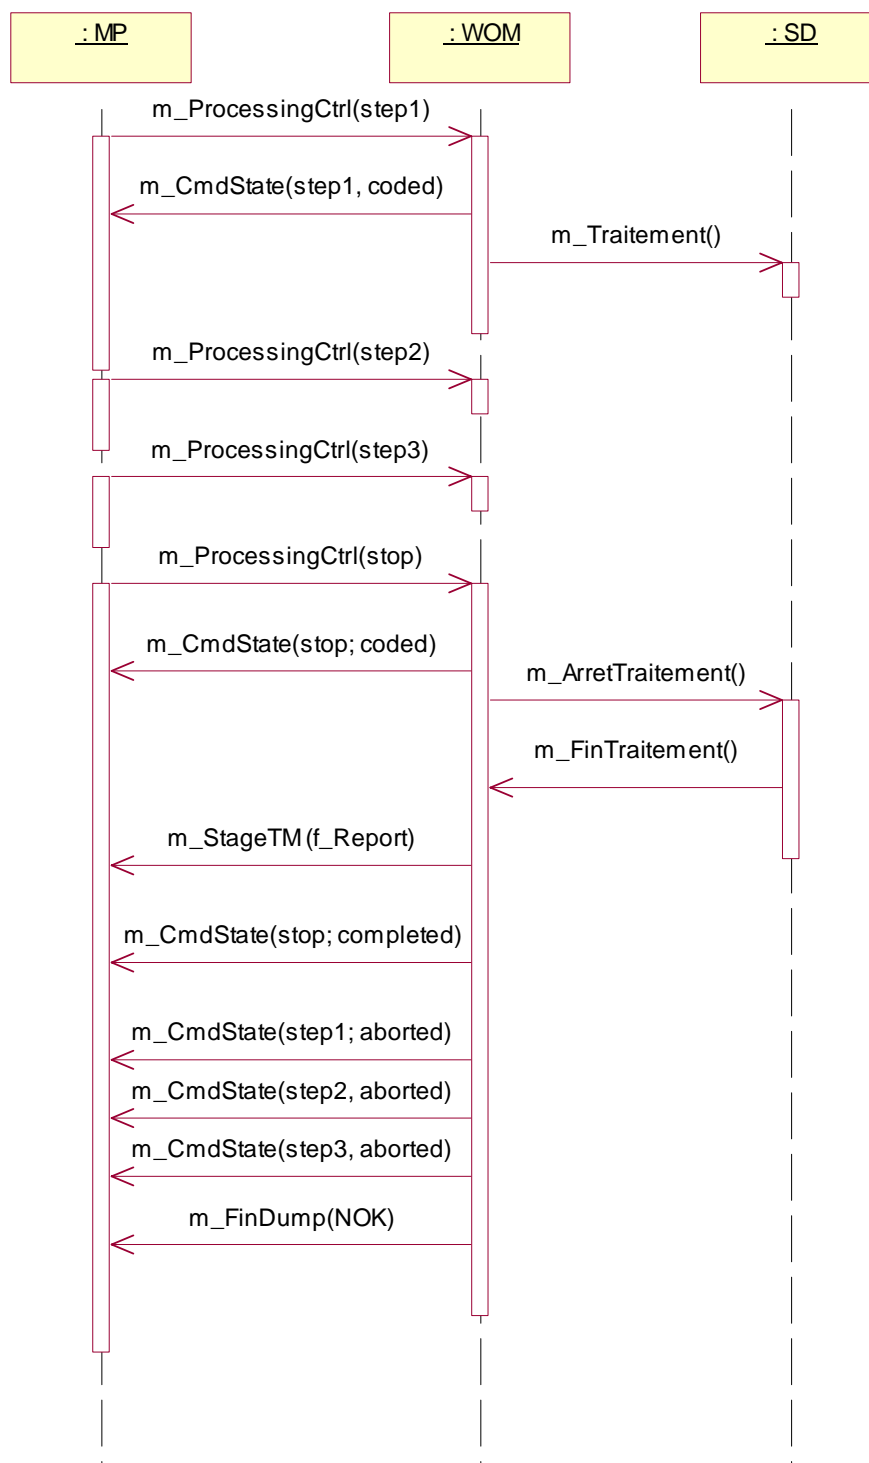 : MP
: WOM
: SD
m_ProcessingCtrl(step1)
m_CmdState(step1, coded)
m_Traitement()
m_ProcessingCtrl(step2)
m_ProcessingCtrl(step3)
m_ProcessingCtrl(stop)
m_CmdState(stop; coded)
m_ArretTraitement()
m_FinTraitement()
m_StageTM(f_Report)
m_CmdState(stop; completed)
m_CmdState(step1; aborted)
m_CmdState(step2, aborted)
m_CmdState(step3, aborted)
m_FinDump(NOK)